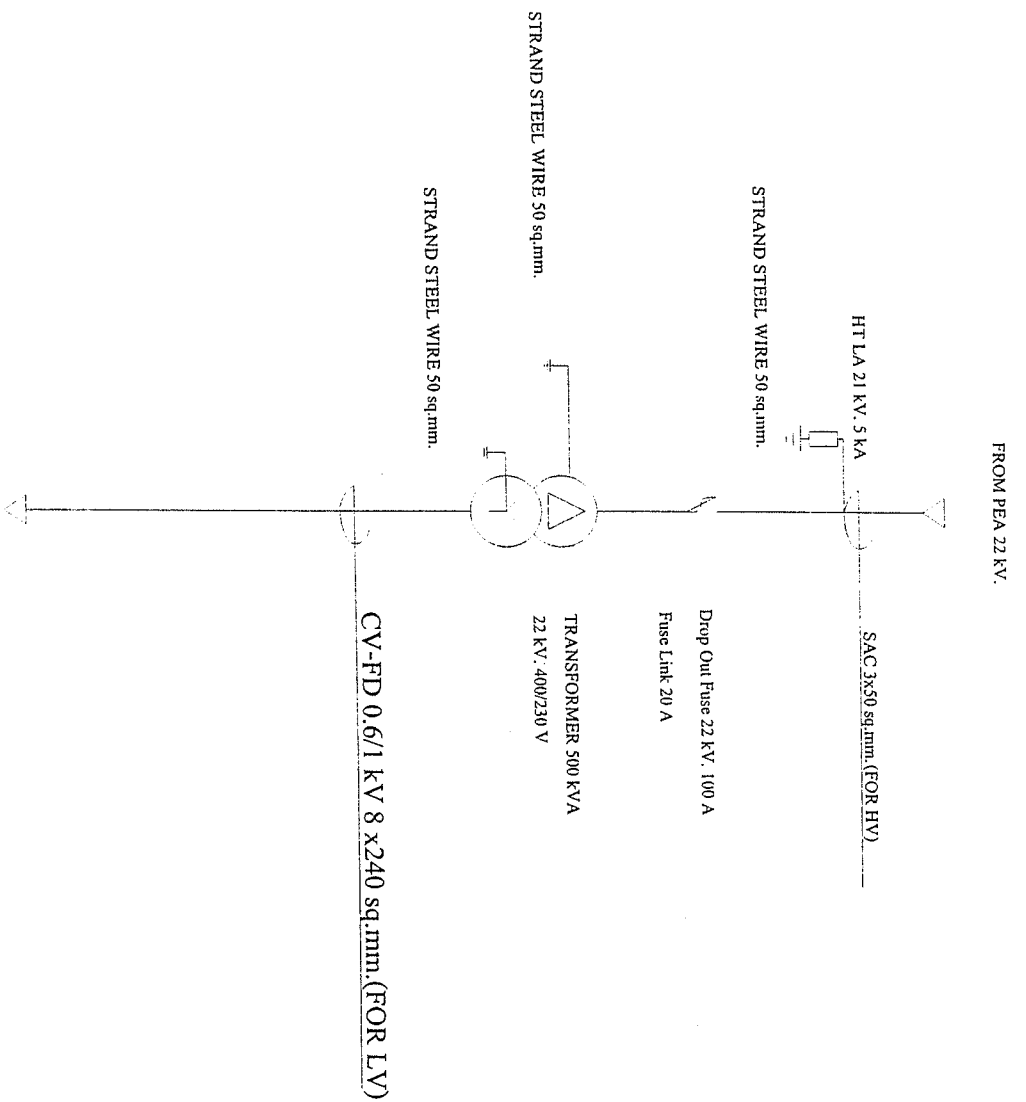 FROM PEA 22 kV.
SAC 3x50 sq.mm.(FOR HV)
HT LA 21 kV. 5 kA
STRAND STEEL WIRE 50 sq.mm.
Drop Out Fuse 22 kV. 100 A
Fuse Link 20 A
TRANSFORMER 500 kVA
22 kV. 400/230 V
STRAND STEEL WIRE 50 sq.mm.
STRAND STEEL WIRE 50 sq.mm.
CV-FD 0.6/1 kV 8 x240 sq.mm.(FOR LV)